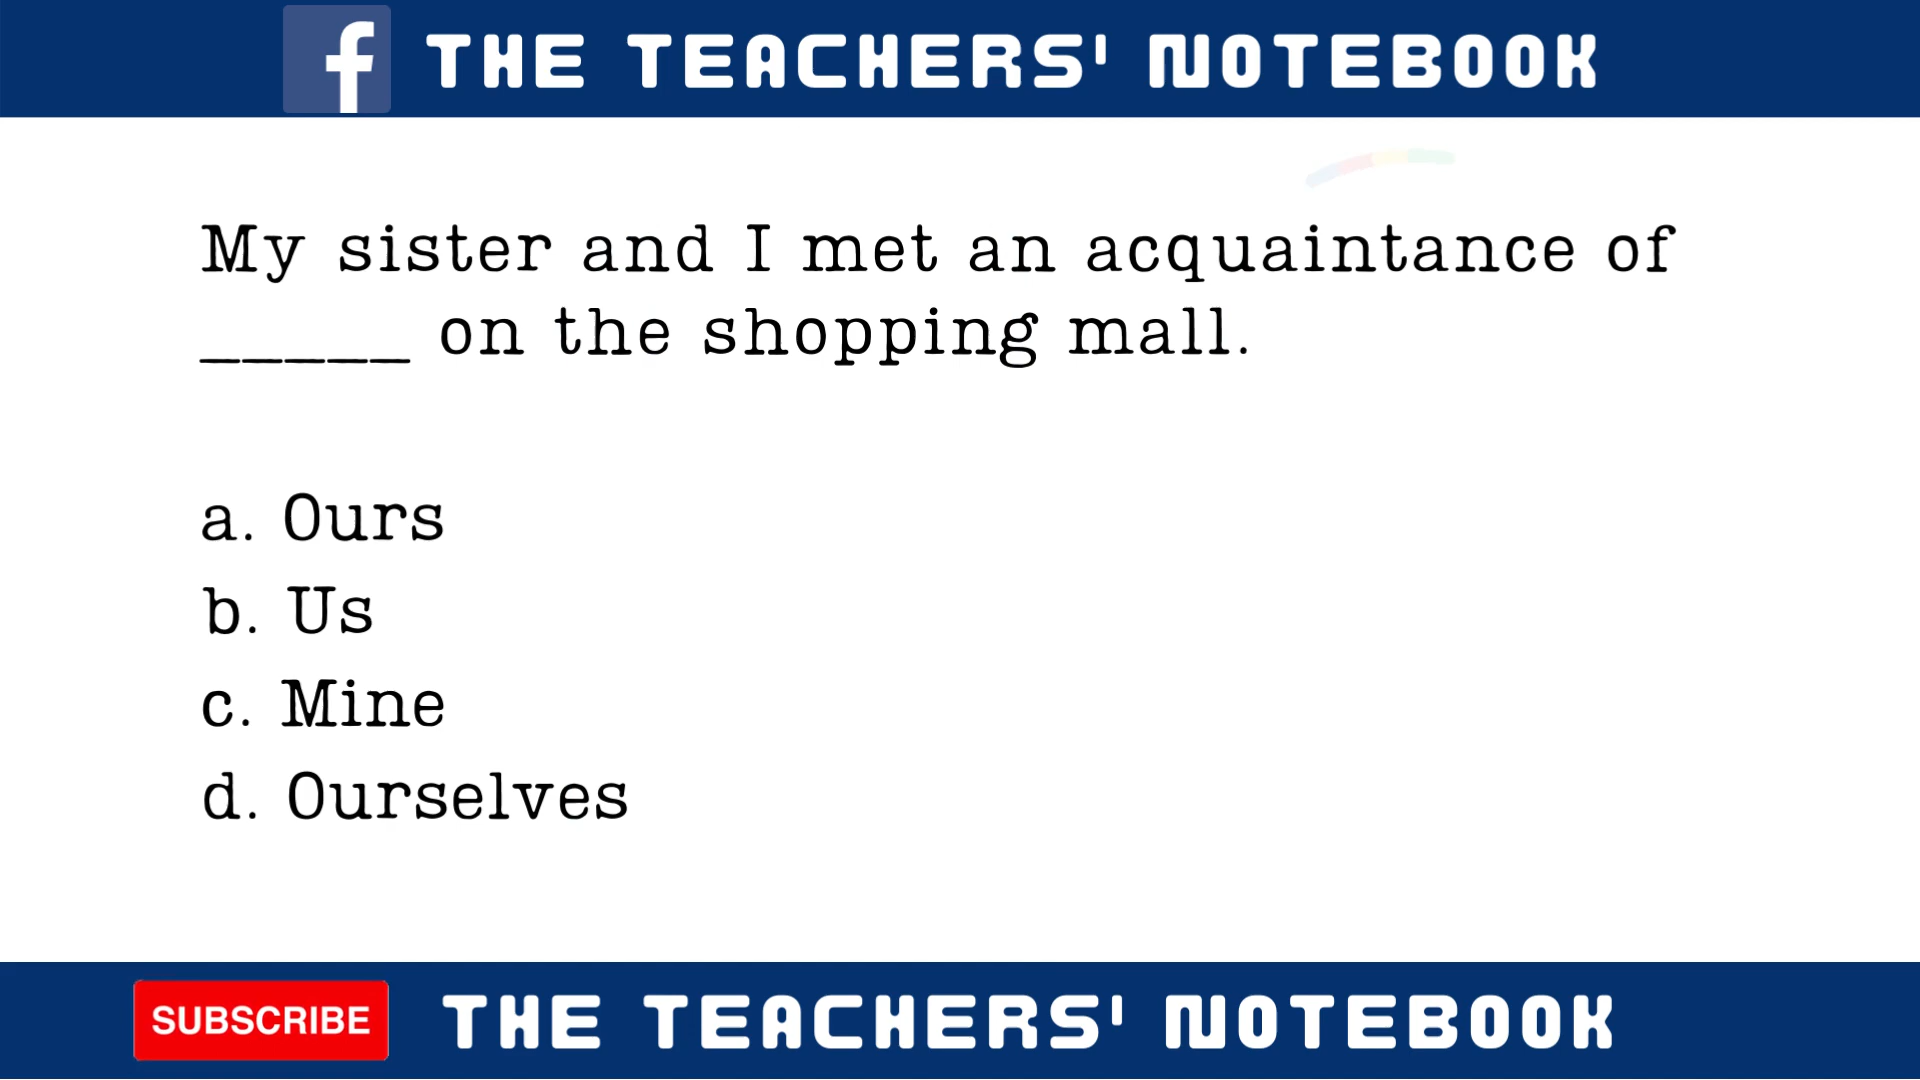 f THE TEACHERS' NOTEBOOK
My sister and I met an acquaintance of
_____ on the shopping mall.
a. Ours
b. Us
c. Mine
d. Ourselves
SUBSCRIBE THE TEACHERS' NOTEBOOK